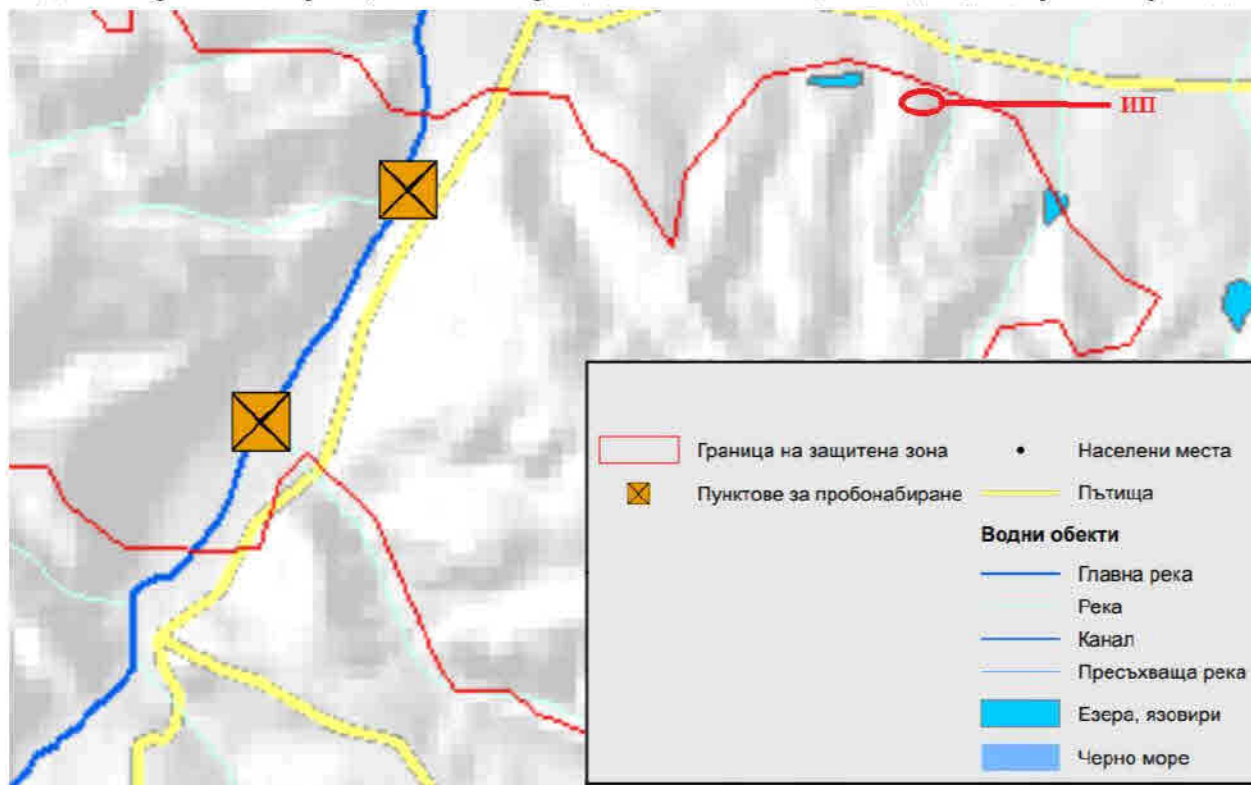 ИП
Граница на защитена зона
Пунктове за пробонабиране
Населени места
Пътища
Водни обекти
Главна река
Река
Канал
Пресъхваща река
Езера, язовири
Черно море